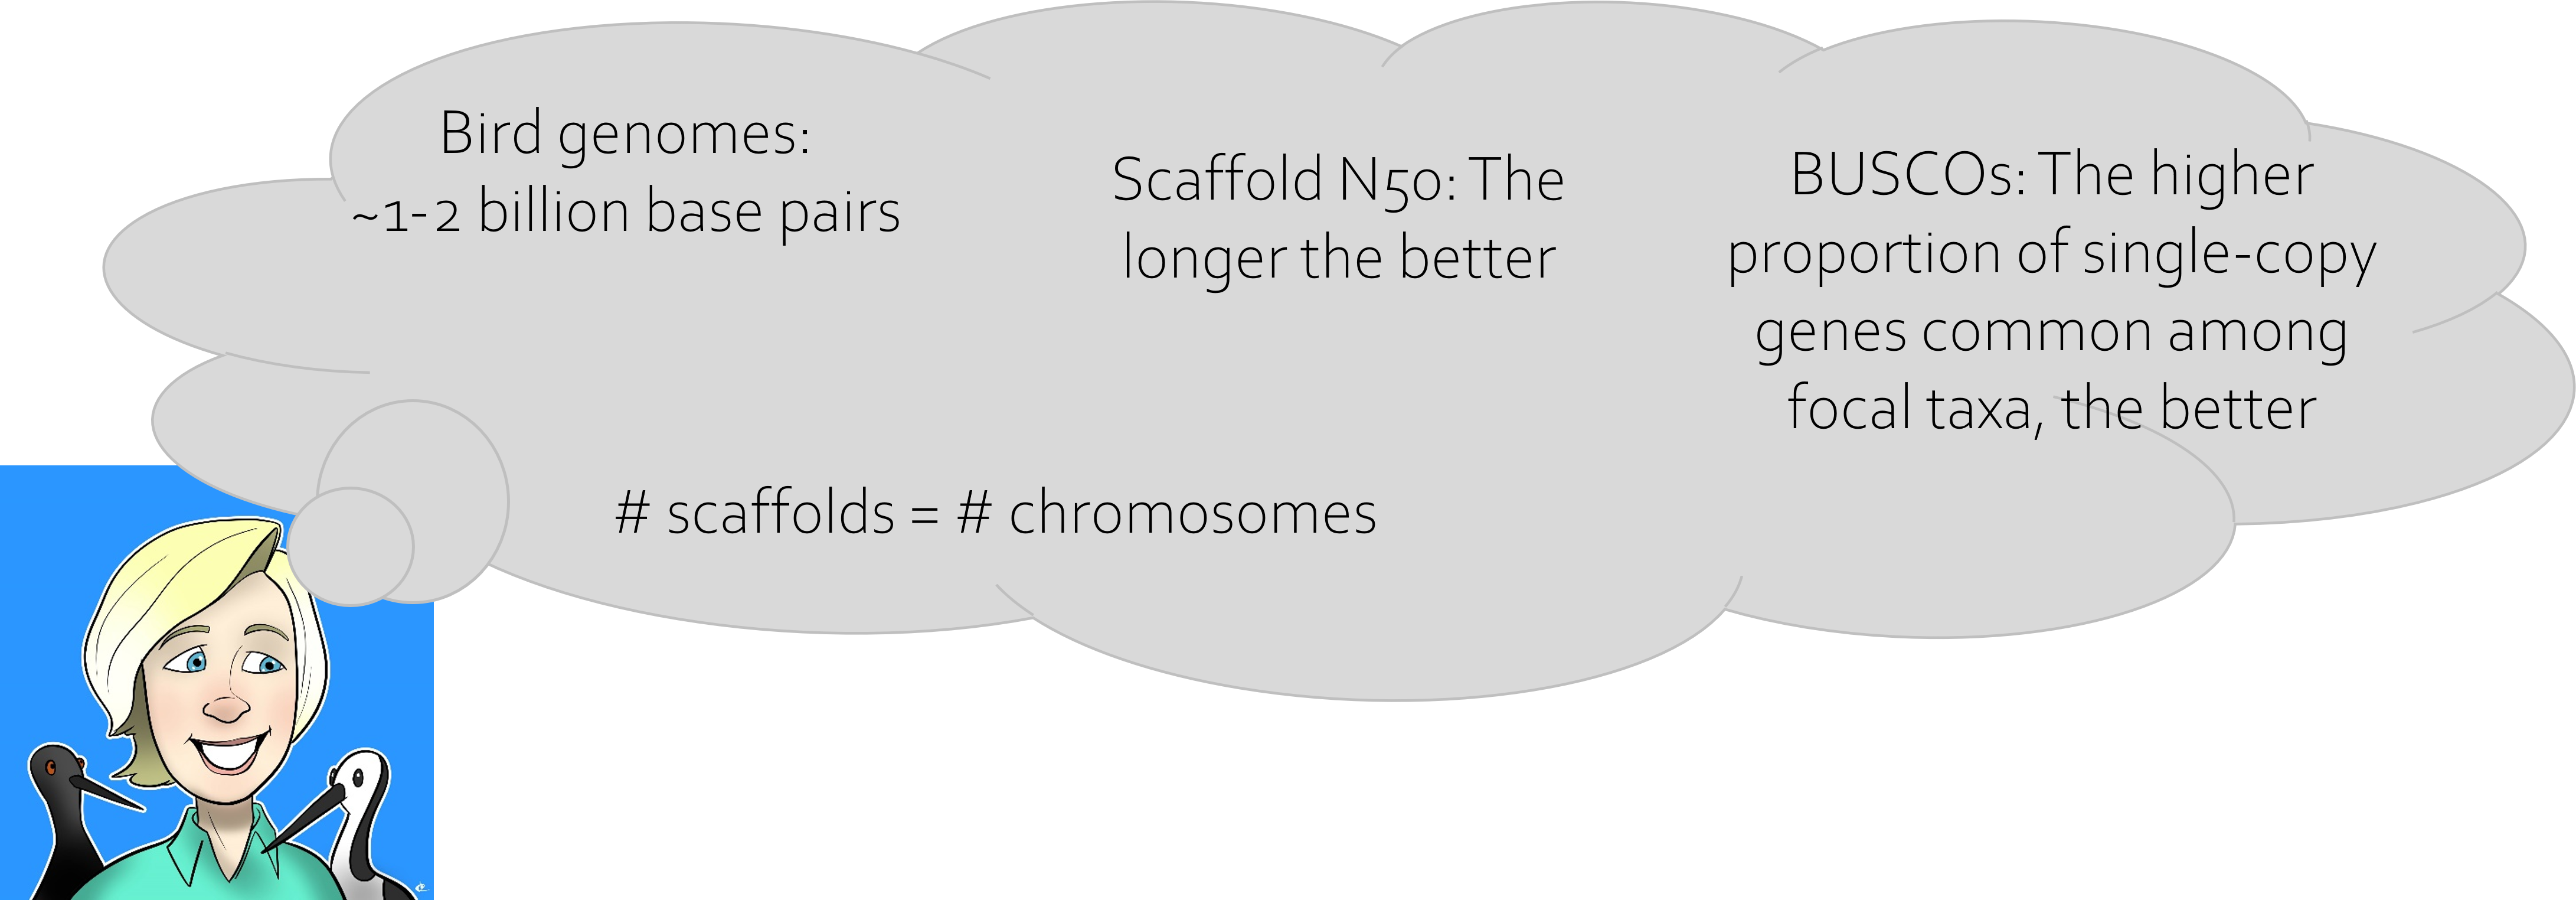 Bird genomes:
~1-2 billion base pairs
Scaffold N50: The
longer the better
BUSCOs: The higher
proportion of single-copy
genes common among
focal taxa, the better
# scaffolds = # chromosomes